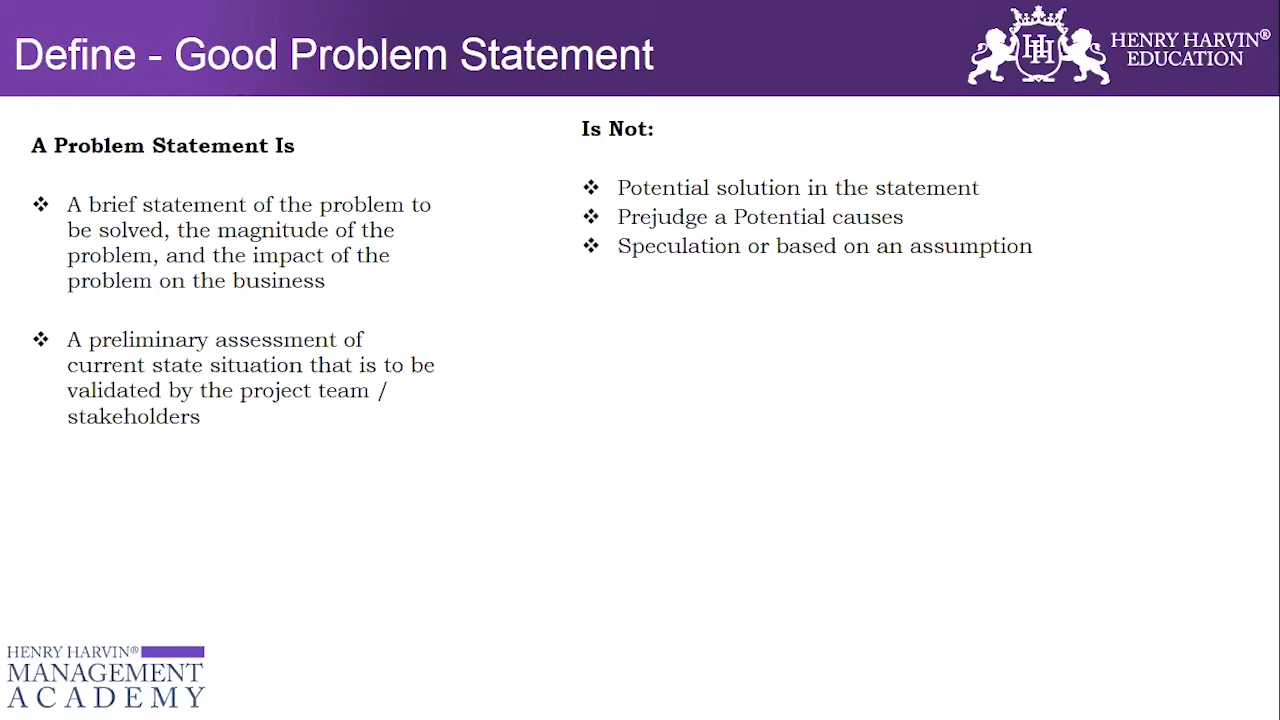 Define - Good Problem Statement
HENRY HARVIN®
EDUCATION
A Problem Statement Is
❖ A brief statement of the problem to
be solved, the magnitude of the
problem, and the impact of the
problem on the business
❖ A preliminary assessment of
current state situation that is to be
validated by the project team /
stakeholders
Is Not:
❖ Potential solution in the statement
❖ Prejudge a Potential causes
❖ Speculation or based on an assumption
HENRY HARVIN®
MANAGEMENT
ACADEMY